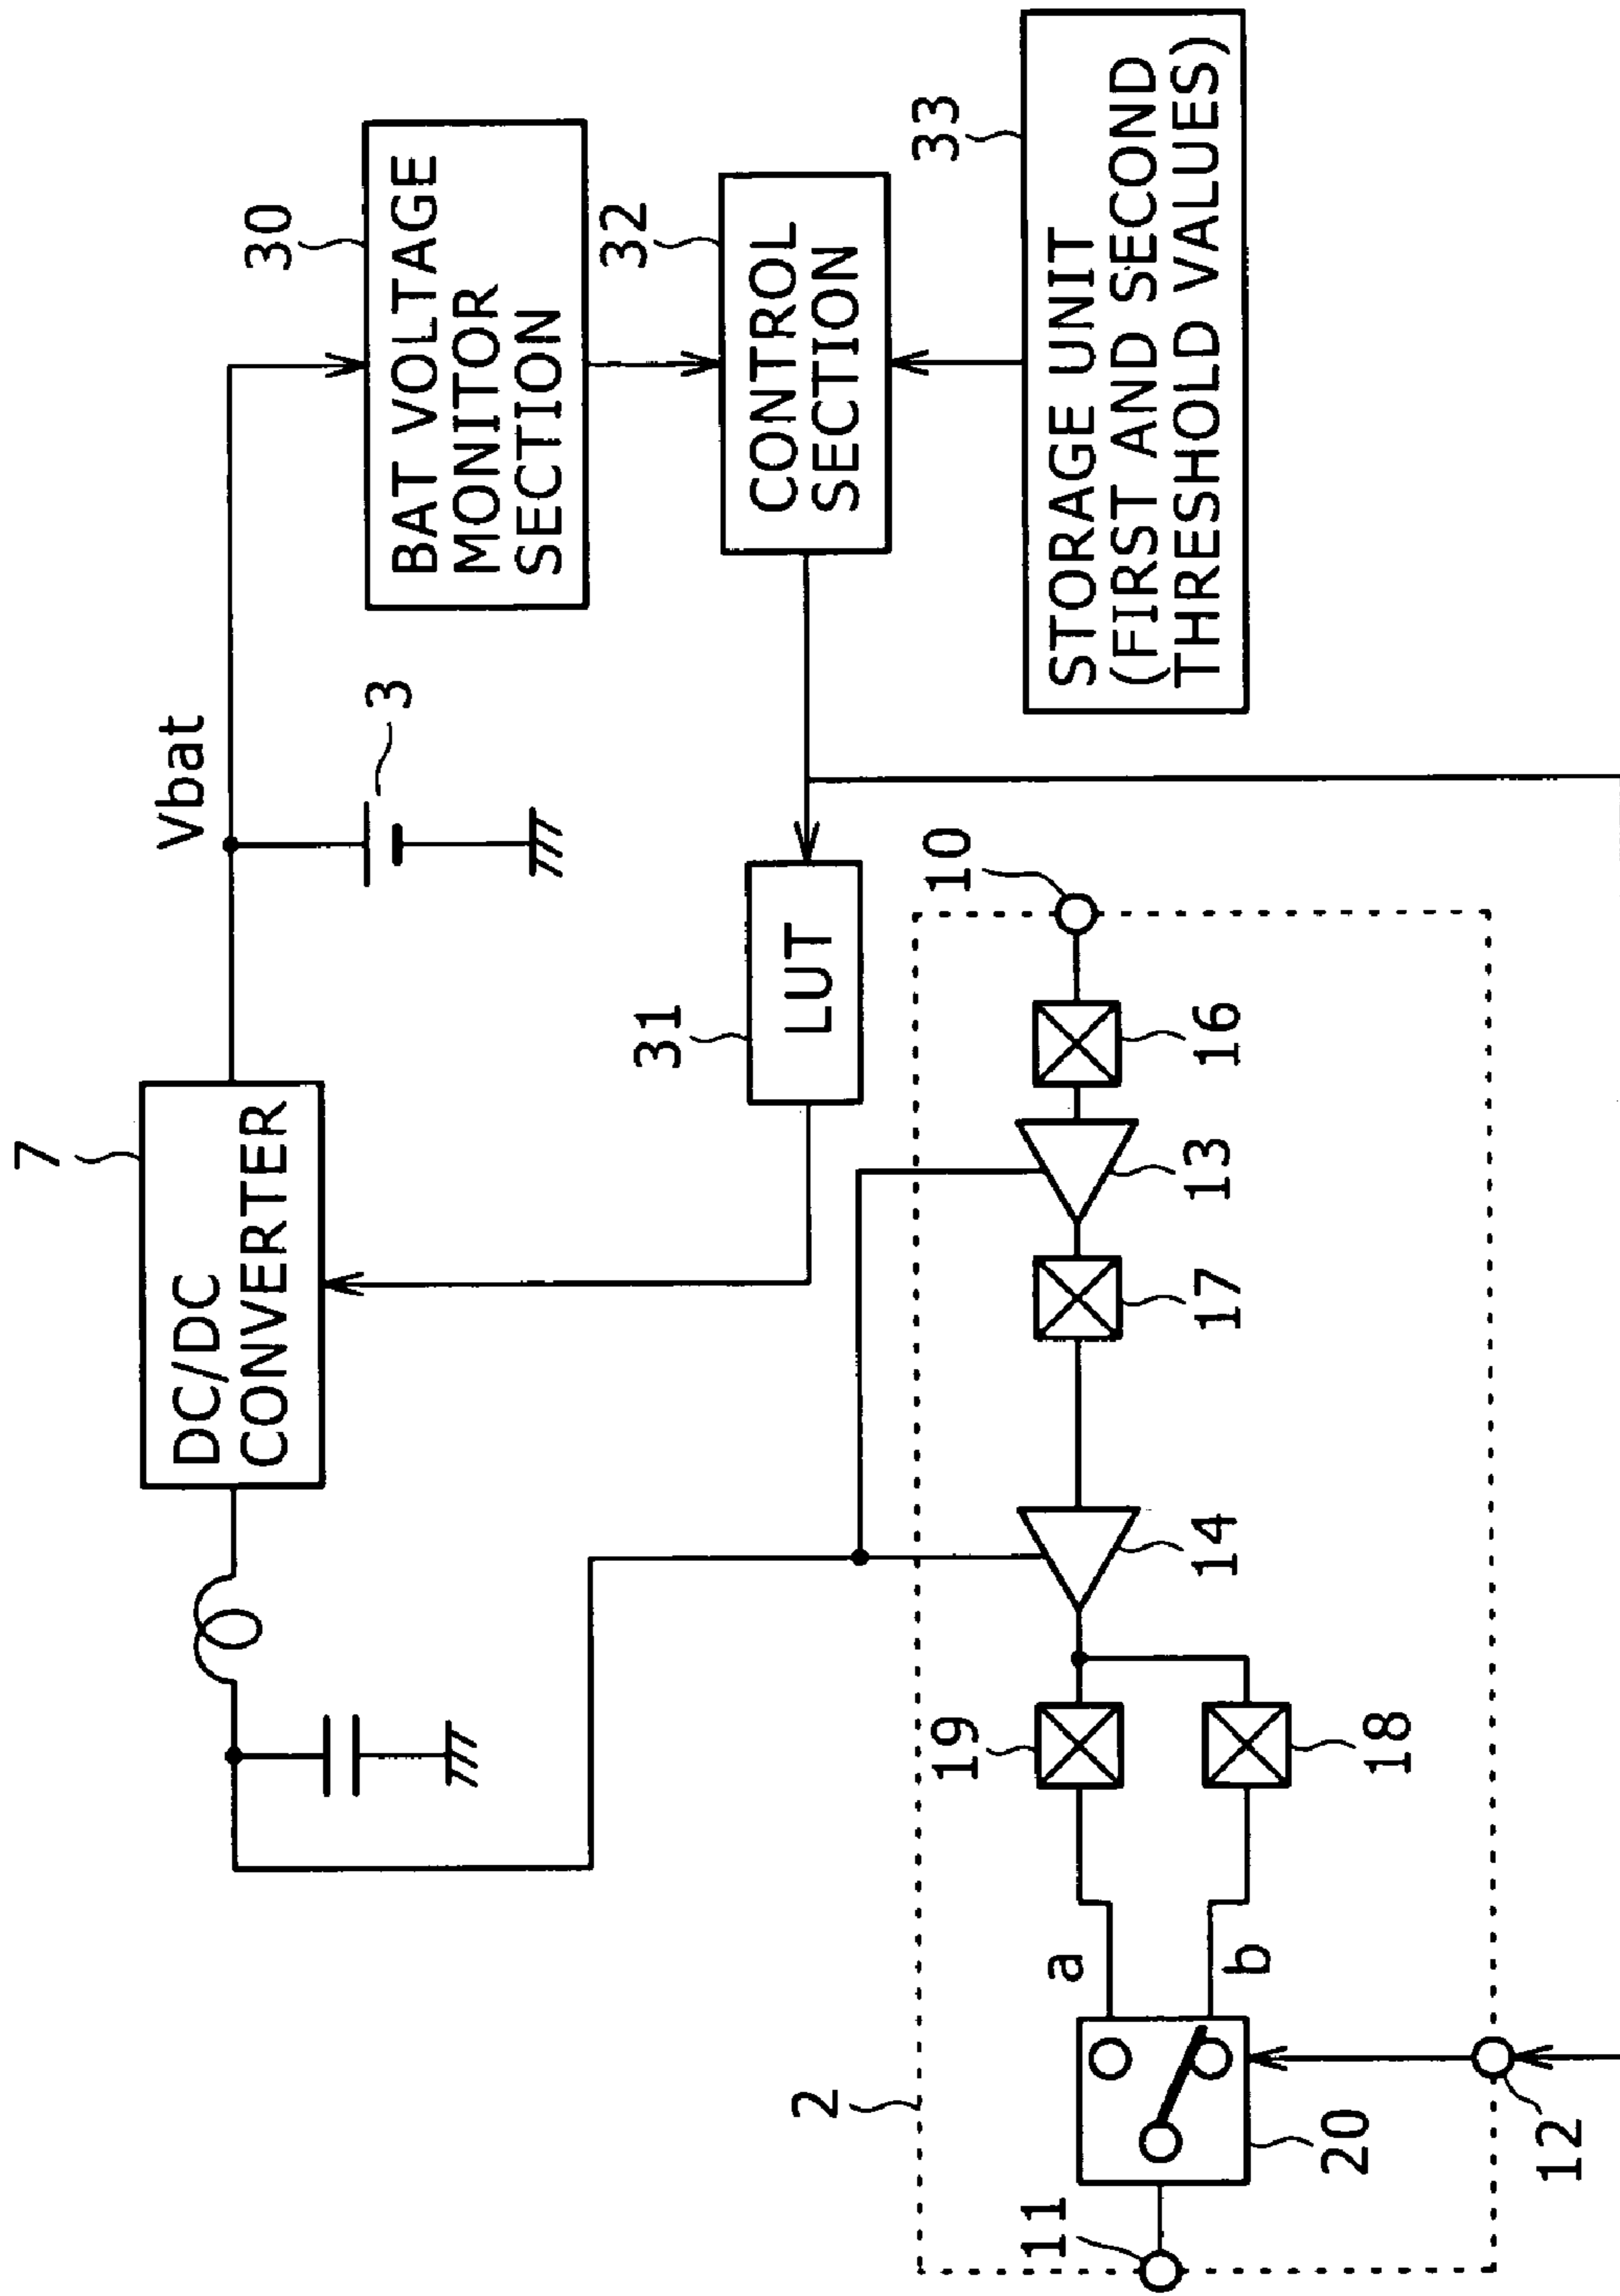 7
DC/DC
CONVERTER
Vbat
3
30
BAT VOLTAGE
MONITOR
SECTION
31
LUT
32
CONTROL
SECTION
33
STORAGE UNIT
(FIRST AND SECOND
THRESHOLD VALUES)
2
11
20
a
b
19
18
14
17
13
16
10
12